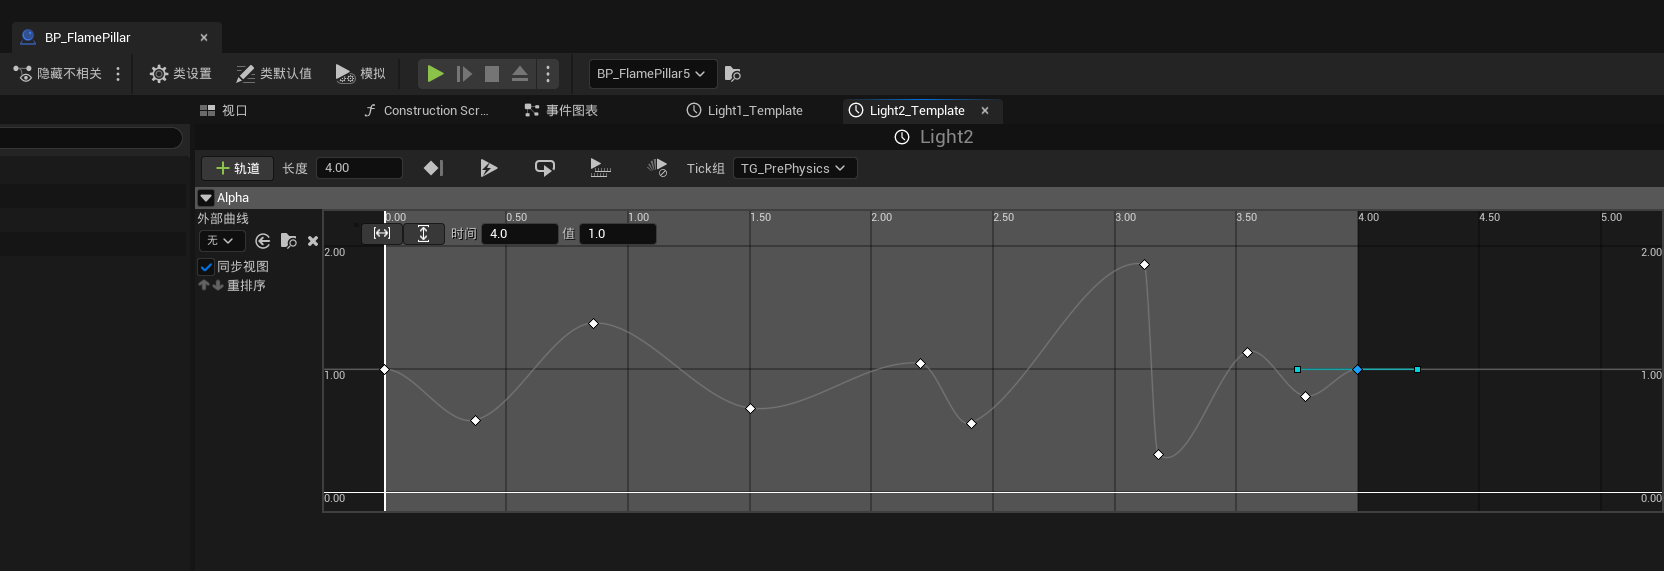 BP_FlamePillar
隐藏不相关 类设置 类默认值 模拟 BP_FlamePillar5
视口 Construction Scr... 事件图表 Light1_Template Light2_Template
Light2
轨道 长度 4.00 Tick组 TG_PrePhysics
Alpha
外部曲线
无
同步视图
重排序
0.00 0.50 1.00 1.50 2.00 2.50 3.00 3.50 4.00 4.50 5.00
时间 4.0 值 1.0
2.00 2.00
1.00 1.00
0.00 0.00